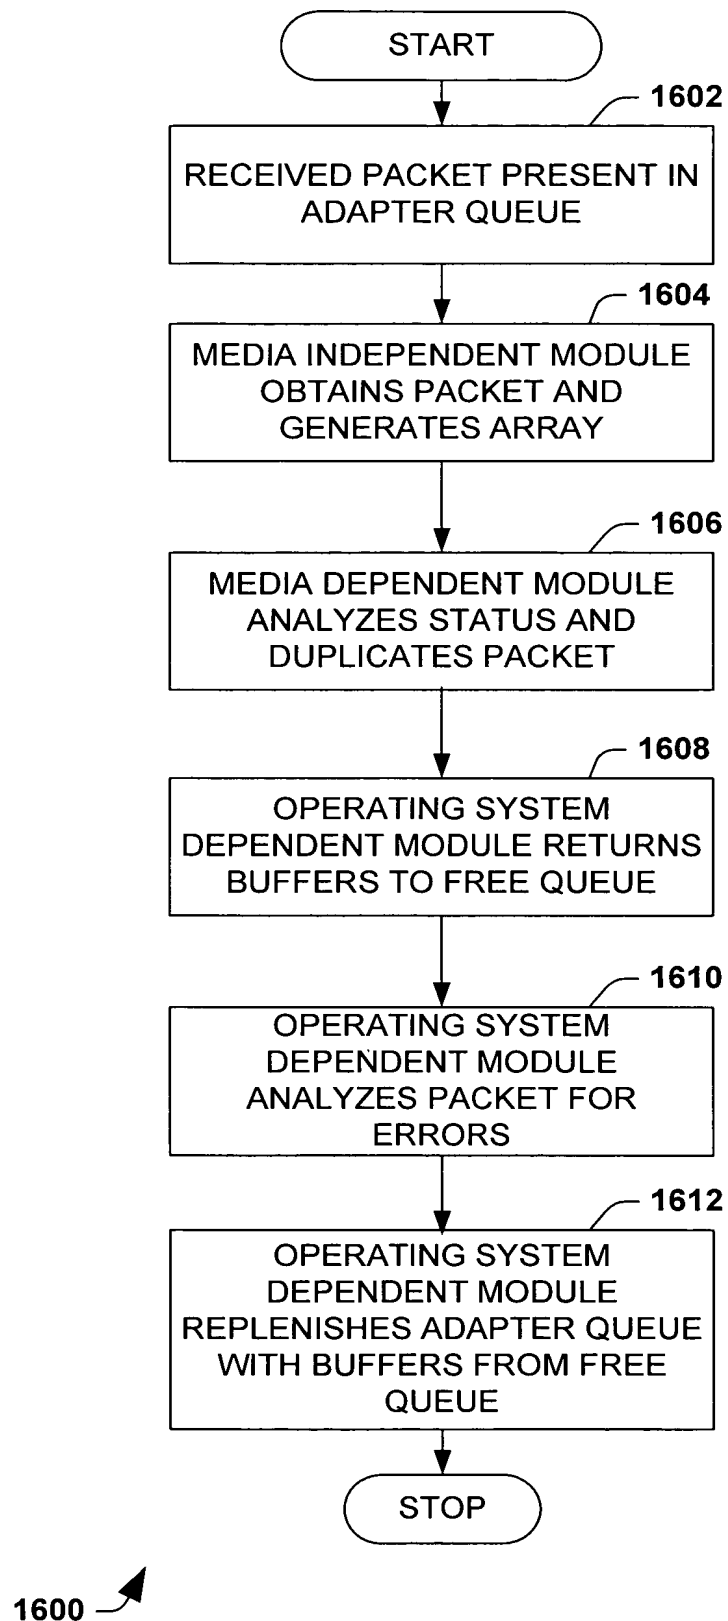 START
1602
RECEIVED PACKET PRESENT IN
ADAPTER QUEUE
1604
MEDIA INDEPENDENT MODULE
OBTAINS PACKET AND
GENERATES ARRAY
1606
MEDIA DEPENDENT MODULE
ANALYZES STATUS AND
DUPLICATES PACKET
1608
OPERATING SYSTEM
DEPENDENT MODULE RETURNS
BUFFERS TO FREE QUEUE
1610
OPERATING SYSTEM
DEPENDENT MODULE
ANALYZES PACKET FOR
ERRORS
1612
OPERATING SYSTEM
DEPENDENT MODULE
REPLENISHES ADAPTER QUEUE
WITH BUFFERS FROM FREE
QUEUE
STOP
1600